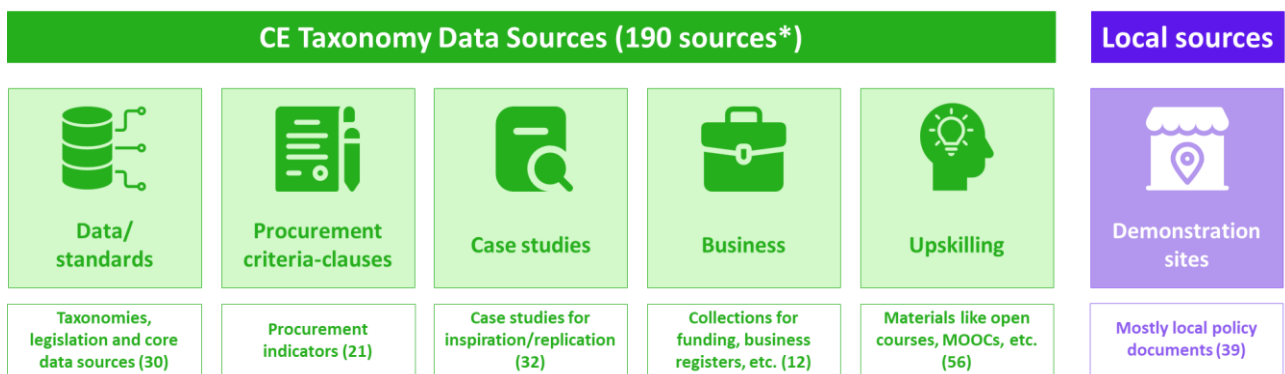 CE Taxonomy Data Sources (190 sources*)
Local sources
Data/
standards
Procurement
criteria-clauses
Case studies
Business
Upskilling
Demonstration
sites
Taxonomies,
legislation and core
data sources (30)
Procurement
indicators (21)
Case studies for
inspiration/replication
(32)
Collections for
funding, business
registers, etc. (12)
Materials like open
courses, MOOCs, etc.
(56)
Mostly local policy
documents (39)